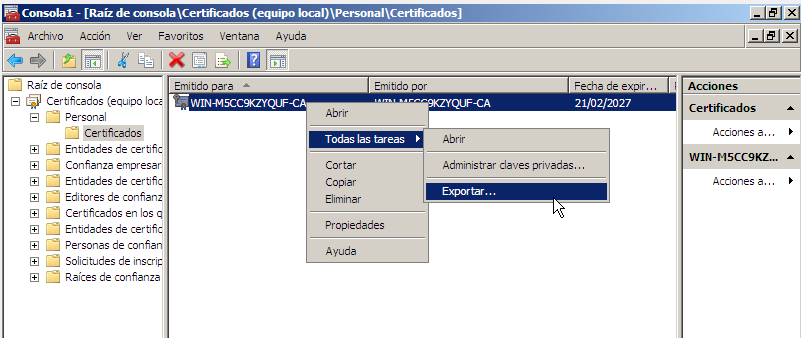 Consola1 - [Raíz de consola\Certificados (equipo local)\Personal\Certificados]
Archivo Acción Ver Favoritos Ventana Ayuda
Raíz de consola
Certificados (equipo loca
Personal
Certificados
Entidades de certific
Confianza empresar
Entidades de certific
Editores de confianz
Certificados en los q
Entidades de certific
Personas de confian
Solicitudes de inscrip
Raíces de confianza
Emitido para Emitido por Fecha de expir...
WIN-M5CC9KZYQUF-CA WIN-M5CC9KZYQUF-CA 21/02/2027
Abrir
Todas las tareas
Cortar
Copiar
Eliminar
Propiedades
Ayuda
Abrir
Administrar claves privadas...
Exportar...
Acciones
Certificados
Acciones a...
WIN-M5CC9KZ...
Acciones a...